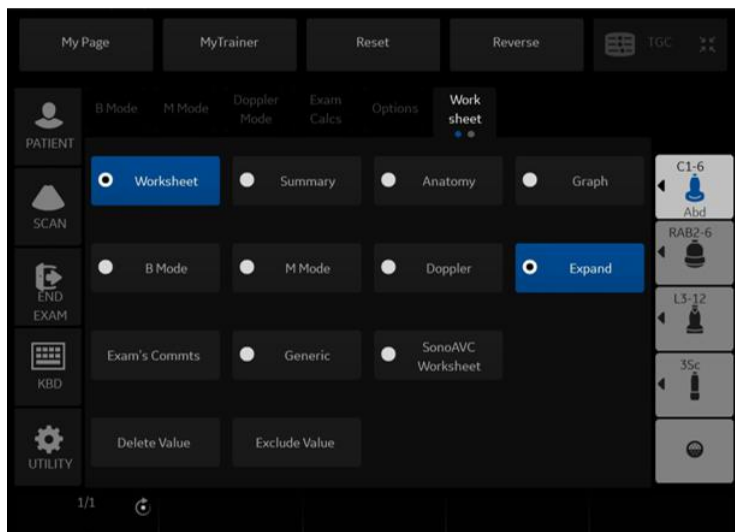 My Page
MyTrainer
Reset
Reverse
TGC
PATIENT
SCAN
END
EXAM
KBD
UTILITY
B Mode
M Mode
Doppler
Mode
Exam
Calcs
Options
Work
sheet
Worksheet
Summary
Anatomy
Graph
B Mode
M Mode
Doppler
Expand
Exam's Commts
Generic
SonoAVC
Worksheet
Delete Value
Exclude Value
C1-6
Abd
RAB2-6
L3-12
3Sc
1/1